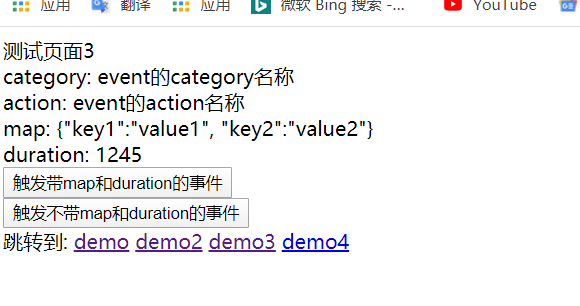 应用 翻译 应用 微软 Bing 搜索 -... YouTube 应用
测试页面3
category: event的category名称
action: event的action名称
map: {"key1":"value1", "key2":"value2"}
duration: 1245
触发带map和duration的事件
触发不带map和duration的事件
跳转到: demo demo2 demo3 demo4